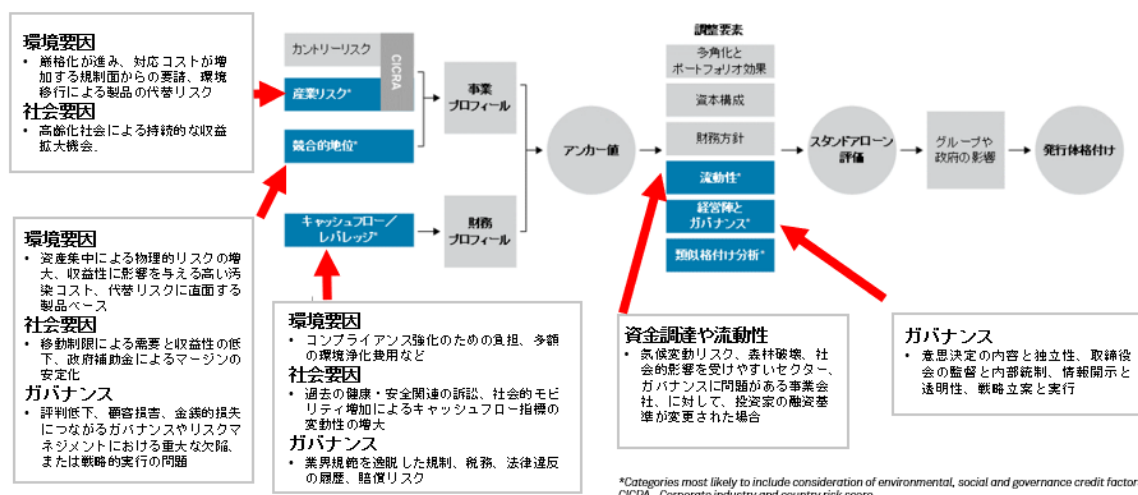 環境要因
• 厳格化が進み、対応コストが増
加する規制面からの要請、環境
移行による製品の代替リスク
社会要因
• 高齢化社会による持続的な収益
拡大機会.
カントリーリスク
CICRA
産業リスク*
競合的地位*
キャッシュフロー/
レバレッジ*
事業
プロフィール
財務
プロフィール
アンカー値
調整要素
多角化と
ポートフォリオ効果
資本構成
財務方針
流動性*
経営陣と
ガバナンス*
類似格付け分析*
スタンドアローン
評価
グループや
政府の影響
発行体格付け
環境要因
• 資産集中による物理的リスクの増
大、収益性に影響を与える高い汚
染コスト、代替リスクに直面する
製品ベース
社会要因
• 移動制限による需要と収益性の低
下、政府補助金によるマージンの
安定化
ガバナンス
• 評判低下、顧客損害、金銭的損失
につながるガバナンスやリスクマ
ネジメントにおける重大な欠陥、
または戦略的実行の問題
環境要因
• コンプライアンス強化のための負担、多額
の環境浄化費用など
社会要因
• 過去の健康・安全関連の訴訟、社会的モビ
リティ増加によるキャッシュフロー指標の
変動性の増大
ガバナンス
• 業界規範を逸脱した規制、税務、法律違反
の履歴、賠償リスク
資金調達や流動性
• 気候変動リスク、森林破壊、社
会的影響を受けやすいセクター、
ガバナンスに問題がある事業会
社、に対して、投資家の融資基
準が変更された場合
ガバナンス
• 意思決定の内容と独立性、取締役
会の監督と内部統制、情報開示と
透明性、戦略立案と実行
*Categories most likely to include consideration of environmental, social and governance credit factor
CICRA--Corporate industry and country risk score